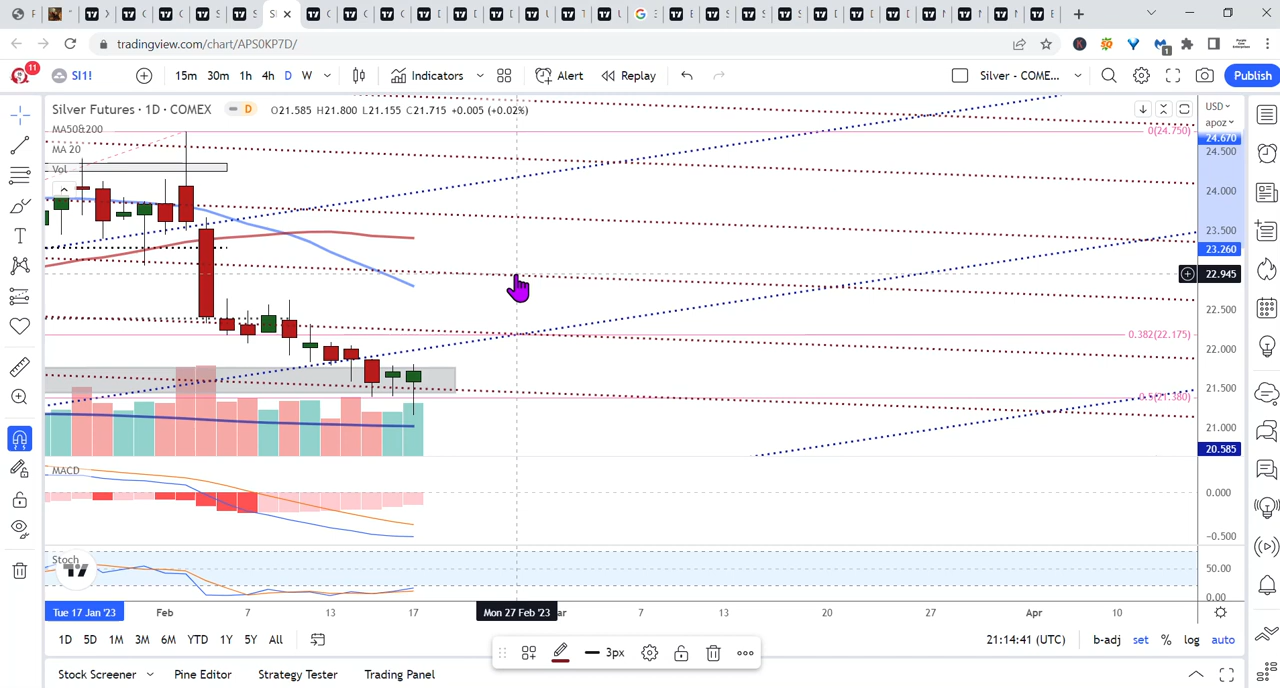 tradingview.com/chart/APS0KP7D/
11 SI1! 15m 30m 1h 4h D W Indicators Alert Replay Silver - COME... Publish
Silver Futures · 1D · COMEX D O21.585 H21.800 L21.155 C21.715 +0.005 (+0.02%)
USD
apoz
MA50&200
MA 20
Vol
0(24.750)
24.670
24.500
24.000
23.500
23.260
22.945
22.500
0.382(22.175)
22.000
21.500
0.5(21.380)
21.000
20.585
MACD
0.000
−0.500
Stoch
50.00
0.00
Tue 17 Jan '23 Feb 7 13 17 Mon 27 Feb '23 ar 7 13 20 27 Apr 10
1D 5D 1M 3M 6M YTD 1Y 5Y All 21:14:41 (UTC) b-adj set % log auto
3px
Stock Screener Pine Editor Strategy Tester Trading Panel